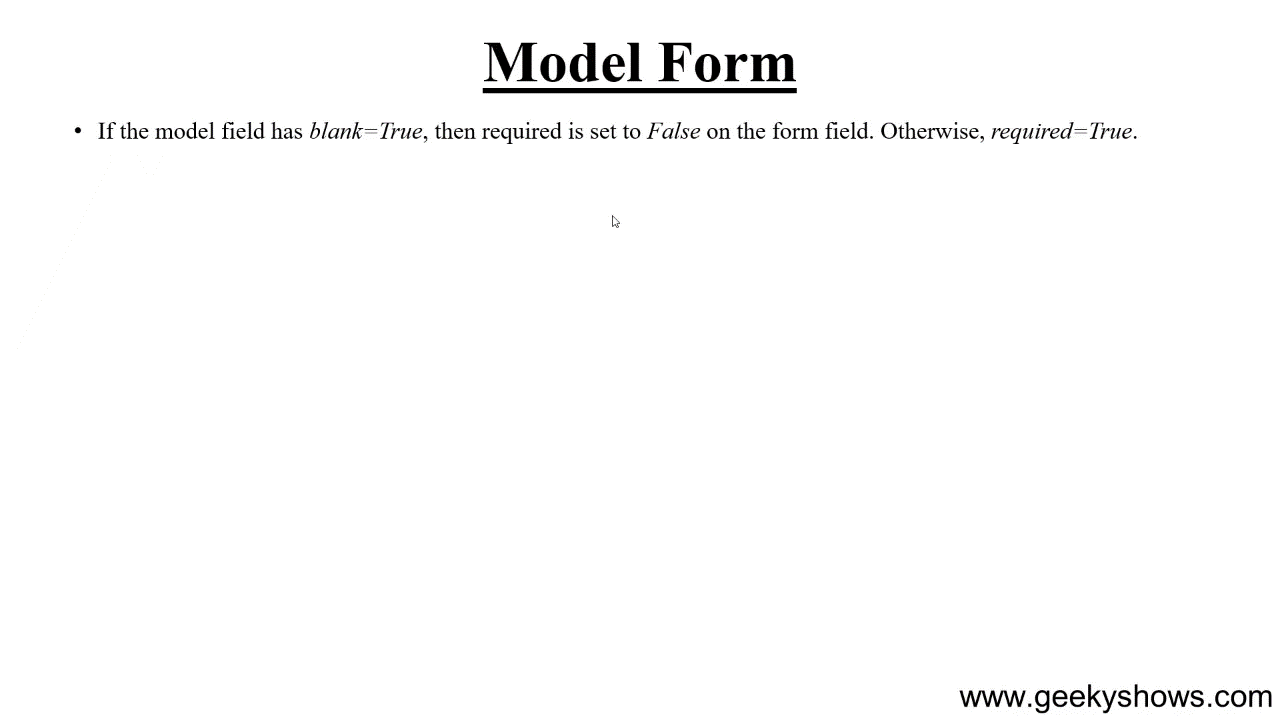 Model Form
• If the model field has blank=True, then required is set to False on the form field. Otherwise, required=True.
www.geekyshows.com